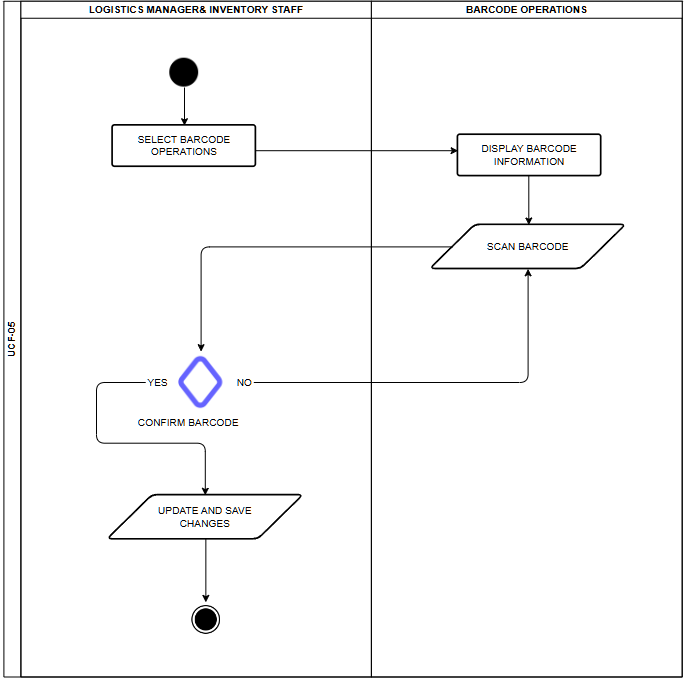 LOGISTICS MANAGER& INVENTORY STAFF
BARCODE OPERATIONS
UCF-05
SELECT BARCODE
OPERATIONS
DISPLAY BARCODE
INFORMATION
SCAN BARCODE
YES
NO
CONFIRM BARCODE
UPDATE AND SAVE
CHANGES